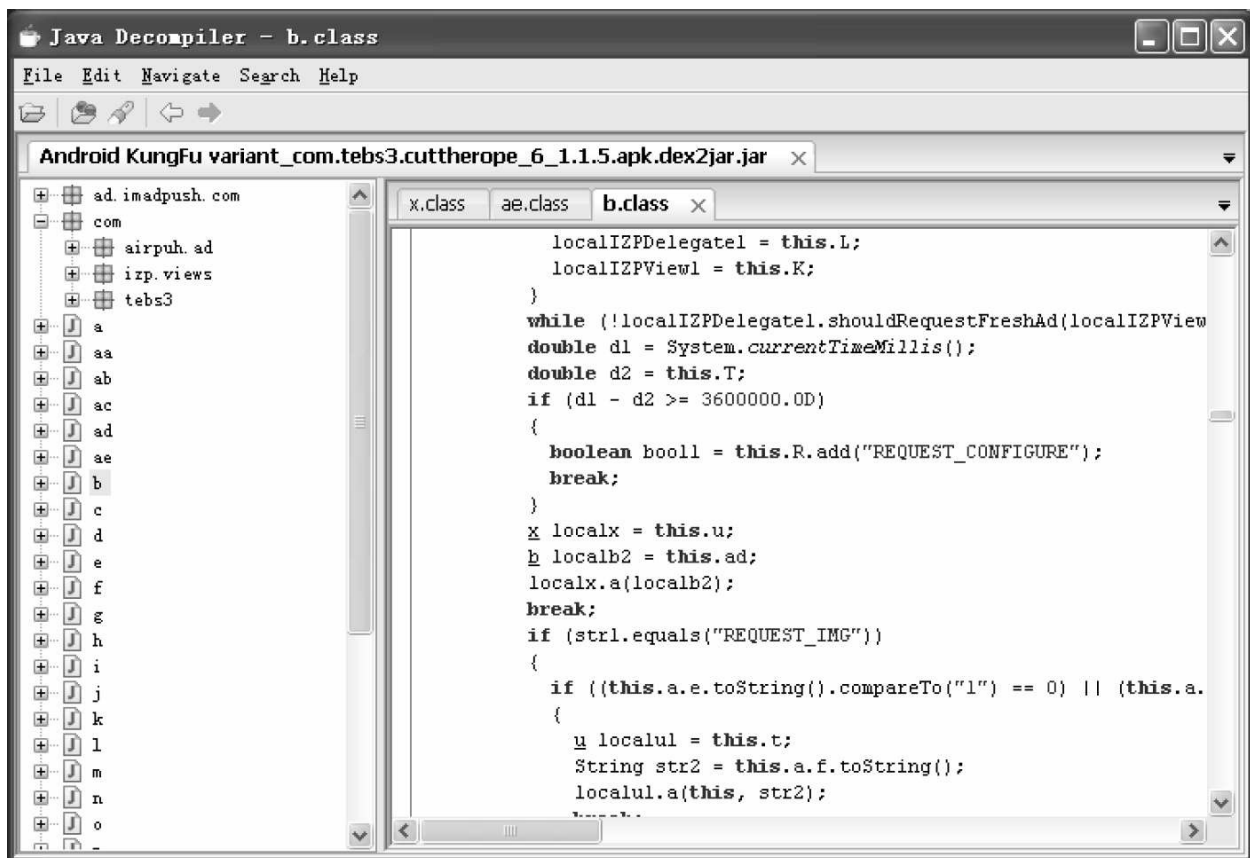 Java Decompiler - b.class
File Edit Navigate Search Help
Android KungFu variant_com.tebs3.cuttherope_6_1.1.5.apk.dex2jar.jar
ad.imadpush.com
com
airpuh.ad
izp.views
tebs3
a
aa
ab
ac
ad
ae
b
c
d
e
f
g
h
i
j
k
l
m
n
o
x.class ae.class b.class
localIZPDelegate1 = this.L;
localIZPView1 = this.K;
}
while (!localIZPDelegate1.shouldRequestFreshAd(localIZPView
double d1 = System.currentTimeMillis();
double d2 = this.T;
if (d1 - d2 >= 3600000.0D)
{
boolean bool1 = this.R.add("REQUEST_CONFIGURE");
break;
}
x localx = this.u;
b localb2 = this.ad;
localx.a(localb2);
break;
if (str1.equals("REQUEST_IMG"))
{
if ((this.a.e.toString().compareTo("1") == 0) || (this.a.
{
u localu1 = this.t;
String str2 = this.a.f.toString();
localu1.a(this, str2);